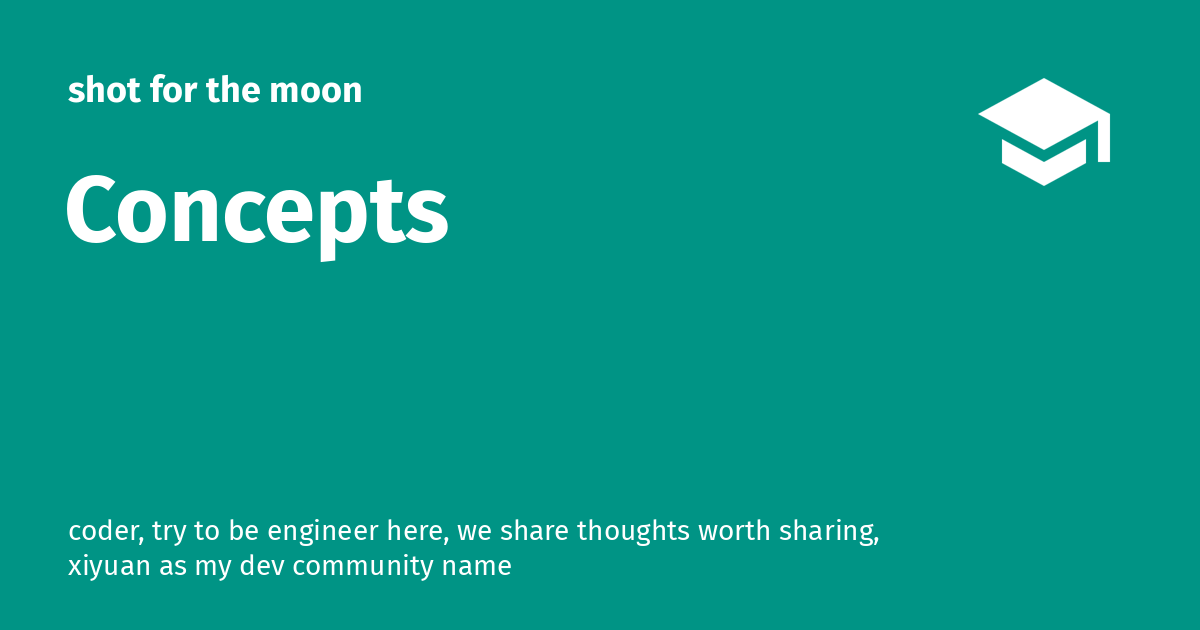 shot for the moon
Concepts
coder, try to be engineer here, we share thoughts worth sharing,
xiyuan as my dev community name